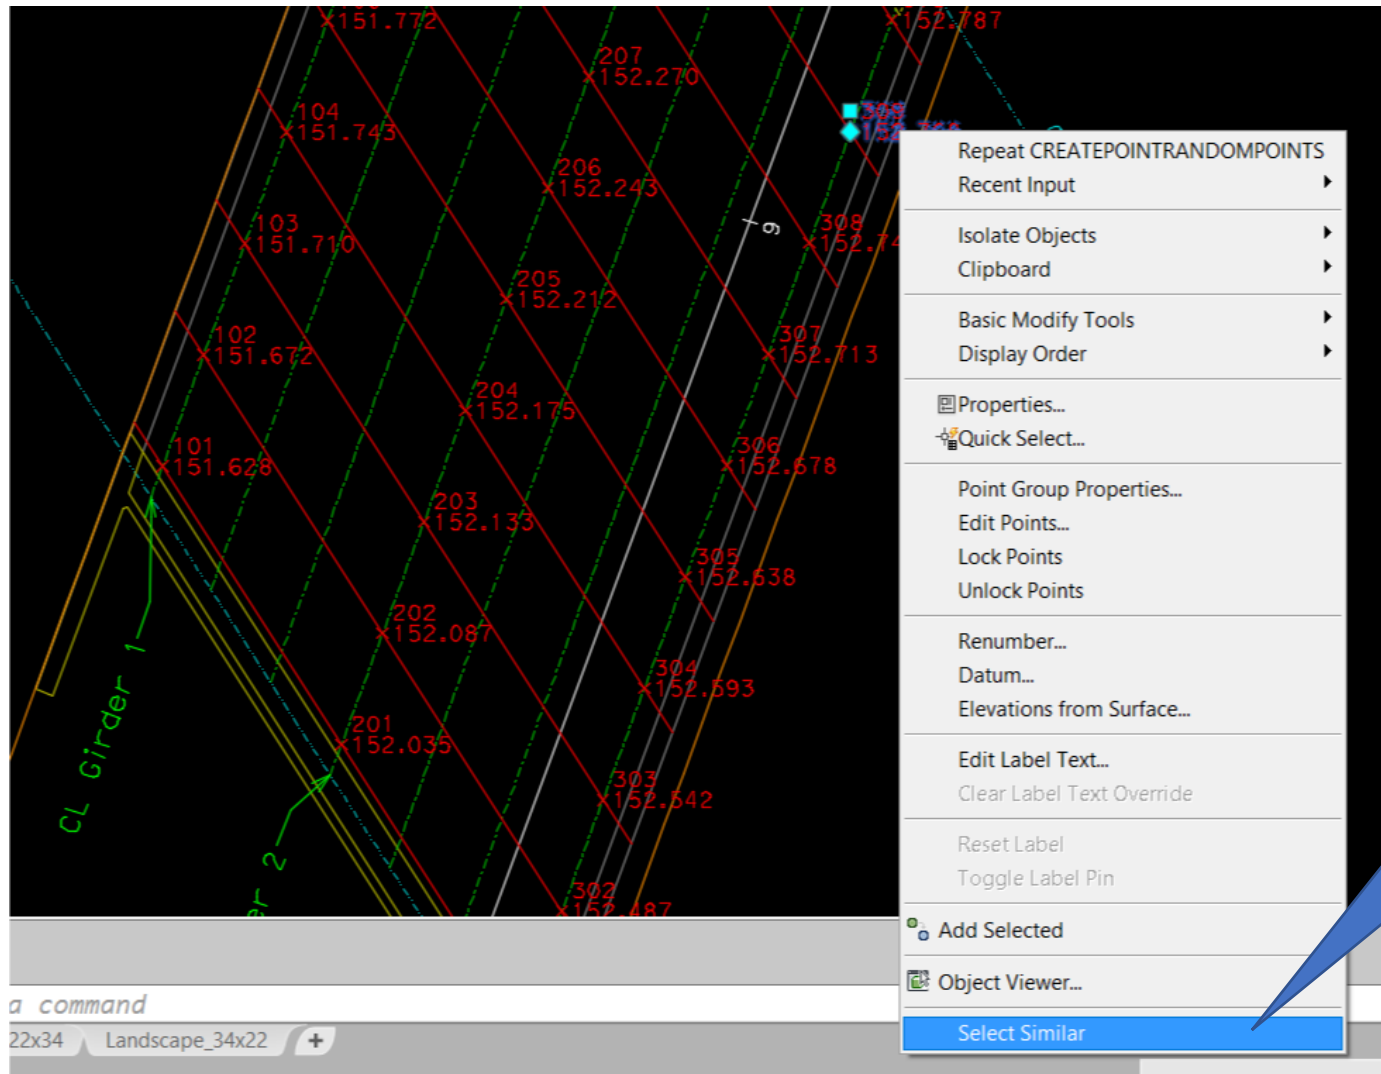 151.772
152.787
207
152.270
309
104
151.743
206
152.243
103
151.710
308
9
205
152.212
102
151.672
307
152.713
204
152.175
101
151.628
306
152.678
203
152.133
305
152.638
202
152.087
304
152.593
201
152.035
303
152.542
302
152.487
CL Girder 1
2
Repeat CREATEPOINTRANDOMPOINTS
Recent Input
Isolate Objects
Clipboard
Basic Modify Tools
Display Order
Properties...
Quick Select...
Point Group Properties...
Edit Points...
Lock Points
Unlock Points
Renumber...
Datum...
Elevations from Surface...
Edit Label Text...
Clear Label Text Override
Reset Label
Toggle Label Pin
Add Selected
Object Viewer...
Select Similar
a command
22x34 Landscape_34x22 +